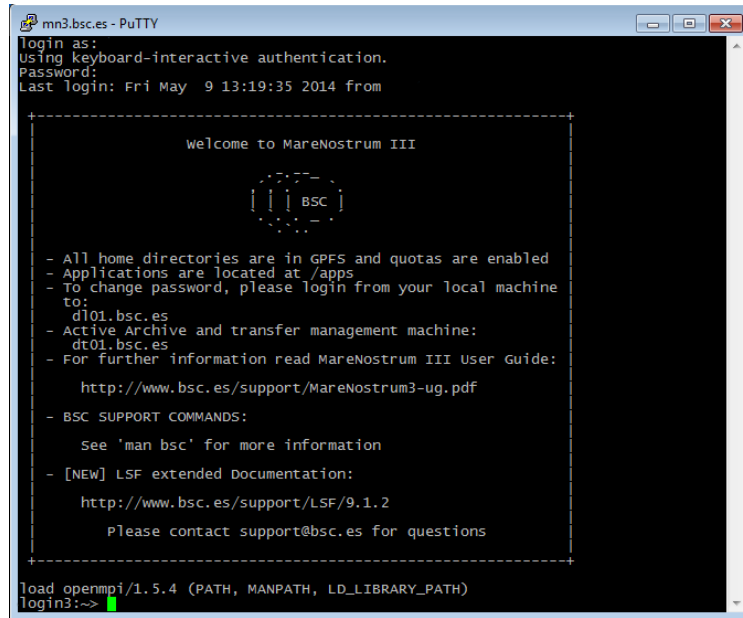 mn3.bsc.es - PuTTY
login as:
Using keyboard-interactive authentication.
Password:
Last login: Fri May  9 13:19:35 2014 from
Welcome to MareNostrum III
BSC
- All home directories are in GPFS and quotas are enabled
- Applications are located at /apps
- To change password, please login from your local machine
to:
dl01.bsc.es
- Active Archive and transfer management machine:
dt01.bsc.es
- For further information read MareNostrum III User Guide:
http://www.bsc.es/support/MareNostrum3-ug.pdf
- BSC SUPPORT COMMANDS:
See 'man bsc' for more information
- [NEW] LSF extended Documentation:
http://www.bsc.es/support/LSF/9.1.2
Please contact support@bsc.es for questions
load openmpi/1.5.4 (PATH, MANPATH, LD_LIBRARY_PATH)
login3:~>